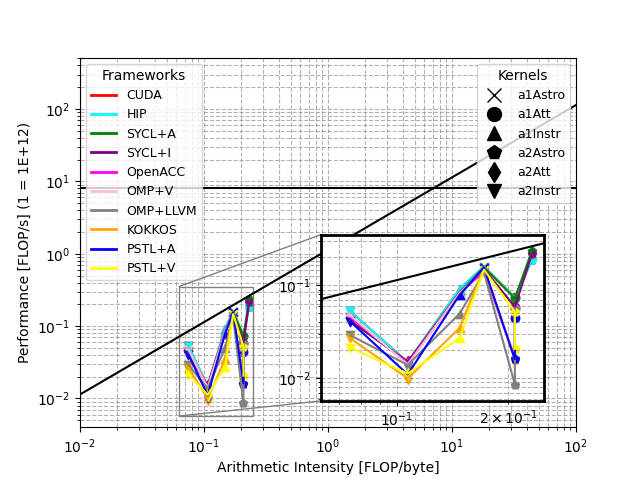 Frameworks
CUDA
HIP
SYCL+A
SYCL+I
OpenACC
OMP+V
OMP+LLVM
KOKKOS
PSTL+A
PSTL+V
Kernels
a1Astro
a1Att
a1Instr
a2Astro
a2Att
a2Instr
Performance [FLOP/s] (1 = 1E+12)
10²
10¹
10⁰
10⁻¹
10⁻²
10⁻¹
10⁻²
10⁻¹
2 × 10⁻¹
10⁻²
10⁻¹
10⁰
10¹
10²
Arithmetic Intensity [FLOP/byte]